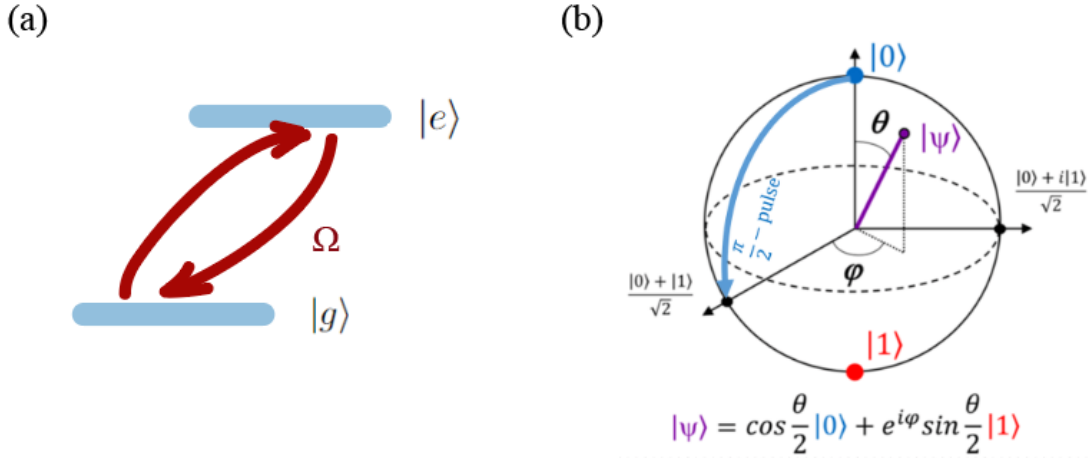 (a)
|e⟩
Ω
|g⟩
(b)
|0⟩
θ
|ψ⟩
π/2 – pulse
|0⟩ + i|1⟩
√2
φ
|0⟩ + |1⟩
√2
|1⟩
|ψ⟩ = cos θ/2 |0⟩ + e^{iφ} sin θ/2 |1⟩